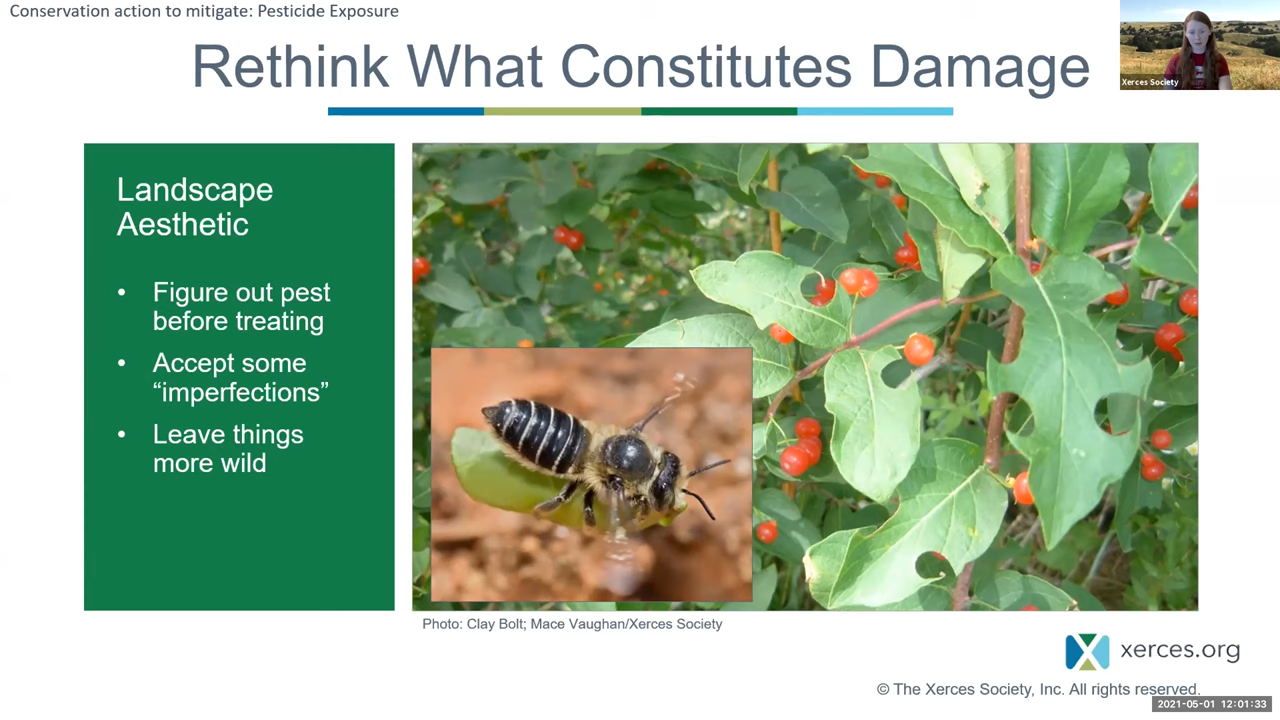 Conservation action to mitigate: Pesticide Exposure
Rethink What Constitutes Damage
Xerces Society
Landscape
Aesthetic
• Figure out pest
before treating
• Accept some
“imperfections”
• Leave things
more wild
Photo: Clay Bolt; Mace Vaughan/Xerces Society
xerces.org
© The Xerces Society, Inc. All rights reserved.
2021-05-01 12:01:33